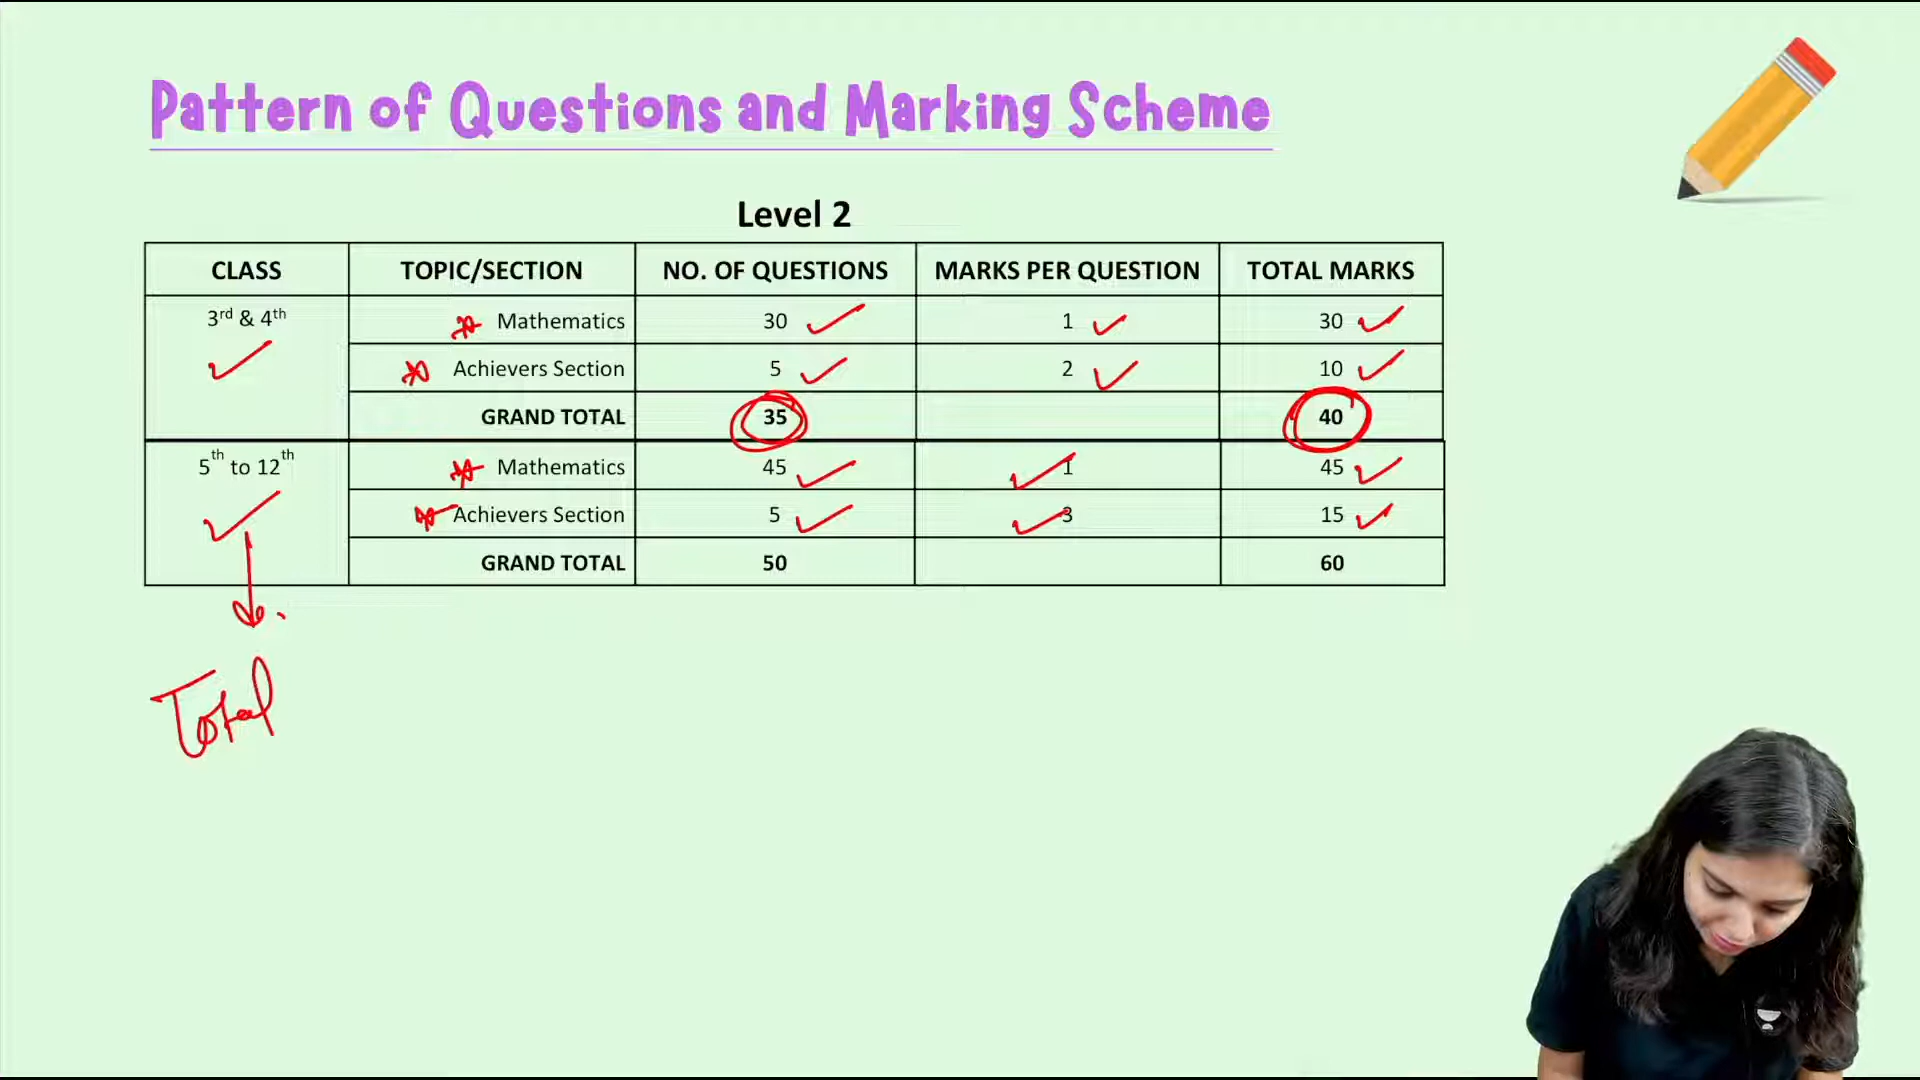 Pattern of Questions and Marking Scheme
Level 2
CLASS TOPIC/SECTION NO. OF QUESTIONS MARKS PER QUESTION TOTAL MARKS
3rd & 4th Mathematics 30 1 30
Achievers Section 5 2 10
GRAND TOTAL 35 40
5th to 12th Mathematics 45 1 45
Achievers Section 5 3 15
GRAND TOTAL 50 60
Total